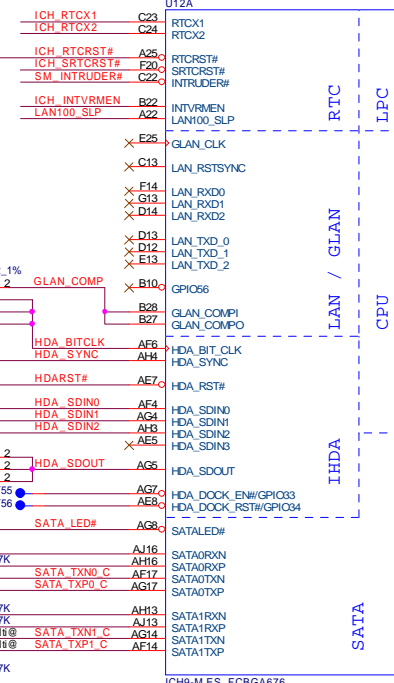 U12A
ICH_RTCX1 C23 RTCX1
ICH_RTCX2 C24 RTCX2
ICH_RTCRST# A25 RTCRST#
ICH_SRTCRST# F20 SRTCRST#
SM_INTRUDER# C22 INTRUDER#
ICH_INTVRMEN B22 INTVRMEN
LAN100_SLP A22 LAN100_SLP
RTC
LPC
E25 GLAN_CLK
C13 LAN_RSTSYNC
F14 LAN_RXD0
G13 LAN_RXD1
D14 LAN_RXD2
D13 LAN_TXD_0
D12 LAN_TXD_1
E13 LAN_TXD_2
_1%
2 GLAN_COMP B10 GPIO56
B28 GLAN_COMPI
B27 GLAN_COMPO
LAN / GLAN
CPU
HDA_BITCLK AF6 HDA_BIT_CLK
HDA_SYNC AH4 HDA_SYNC
HDARST# AE7 HDA_RST#
HDA_SDIN0 AF4 HDA_SDIN0
HDA_SDIN1 AG4 HDA_SDIN1
HDA_SDIN2 AH3 HDA_SDIN2
AE5 HDA_SDIN3
2
2 HDA_SDOUT AG5 HDA_SDOUT
2
55 AG7 HDA_DOCK_EN#/GPIO33
56 AE8 HDA_DOCK_RST#/GPIO34
IHDA
SATA_LED# AG8 SATALED#
AJ16 SATA0RXN
7K AH16 SATA0RXP
SATA_TXN0_C AF17 SATA0TXN
SATA_TXP0_C AG17 SATA0TXP
7K AH13 SATA1RXN
7K AJ13 SATA1RXP
@ SATA_TXN1_C AG14 SATA1TXN
@ SATA_TXP1_C AF14 SATA1TXP
7K
SATA
ICH9-M ES_FCBGA676